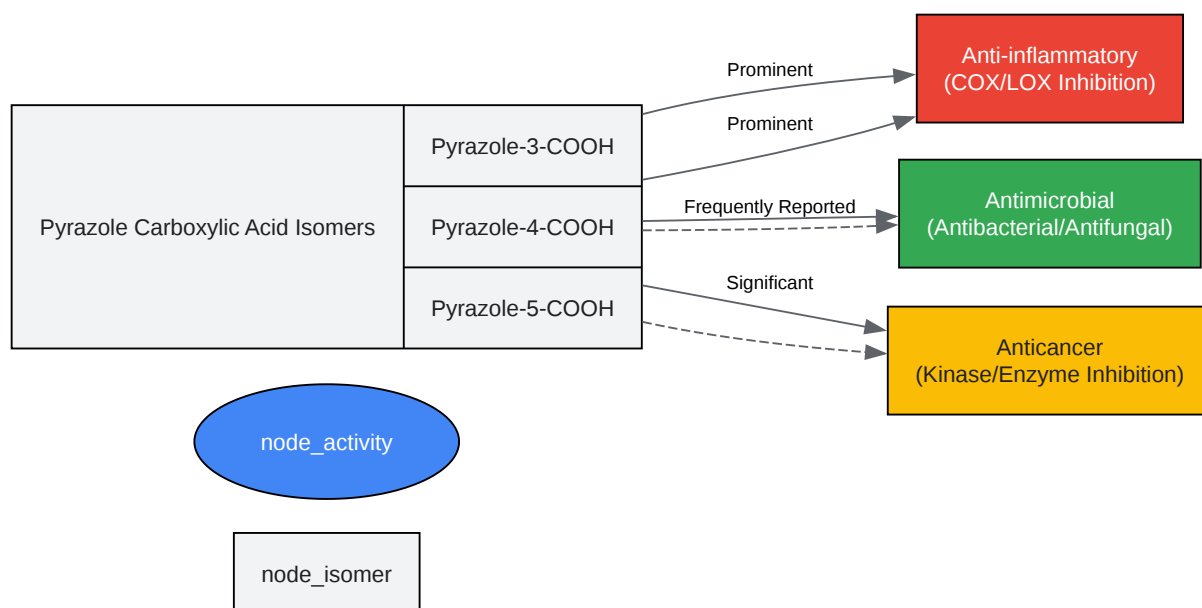 Prominent
Anti-inflammatory
(COX/LOX Inhibition)
Prominent
Pyrazole Carboxylic Acid Isomers
Pyrazole-3-COOH
Pyrazole-4-COOH
Pyrazole-5-COOH
Frequently Reported
Antimicrobial
(Antibacterial/Antifungal)
Significant
Anticancer
(Kinase/Enzyme Inhibition)
node_activity
node_isomer